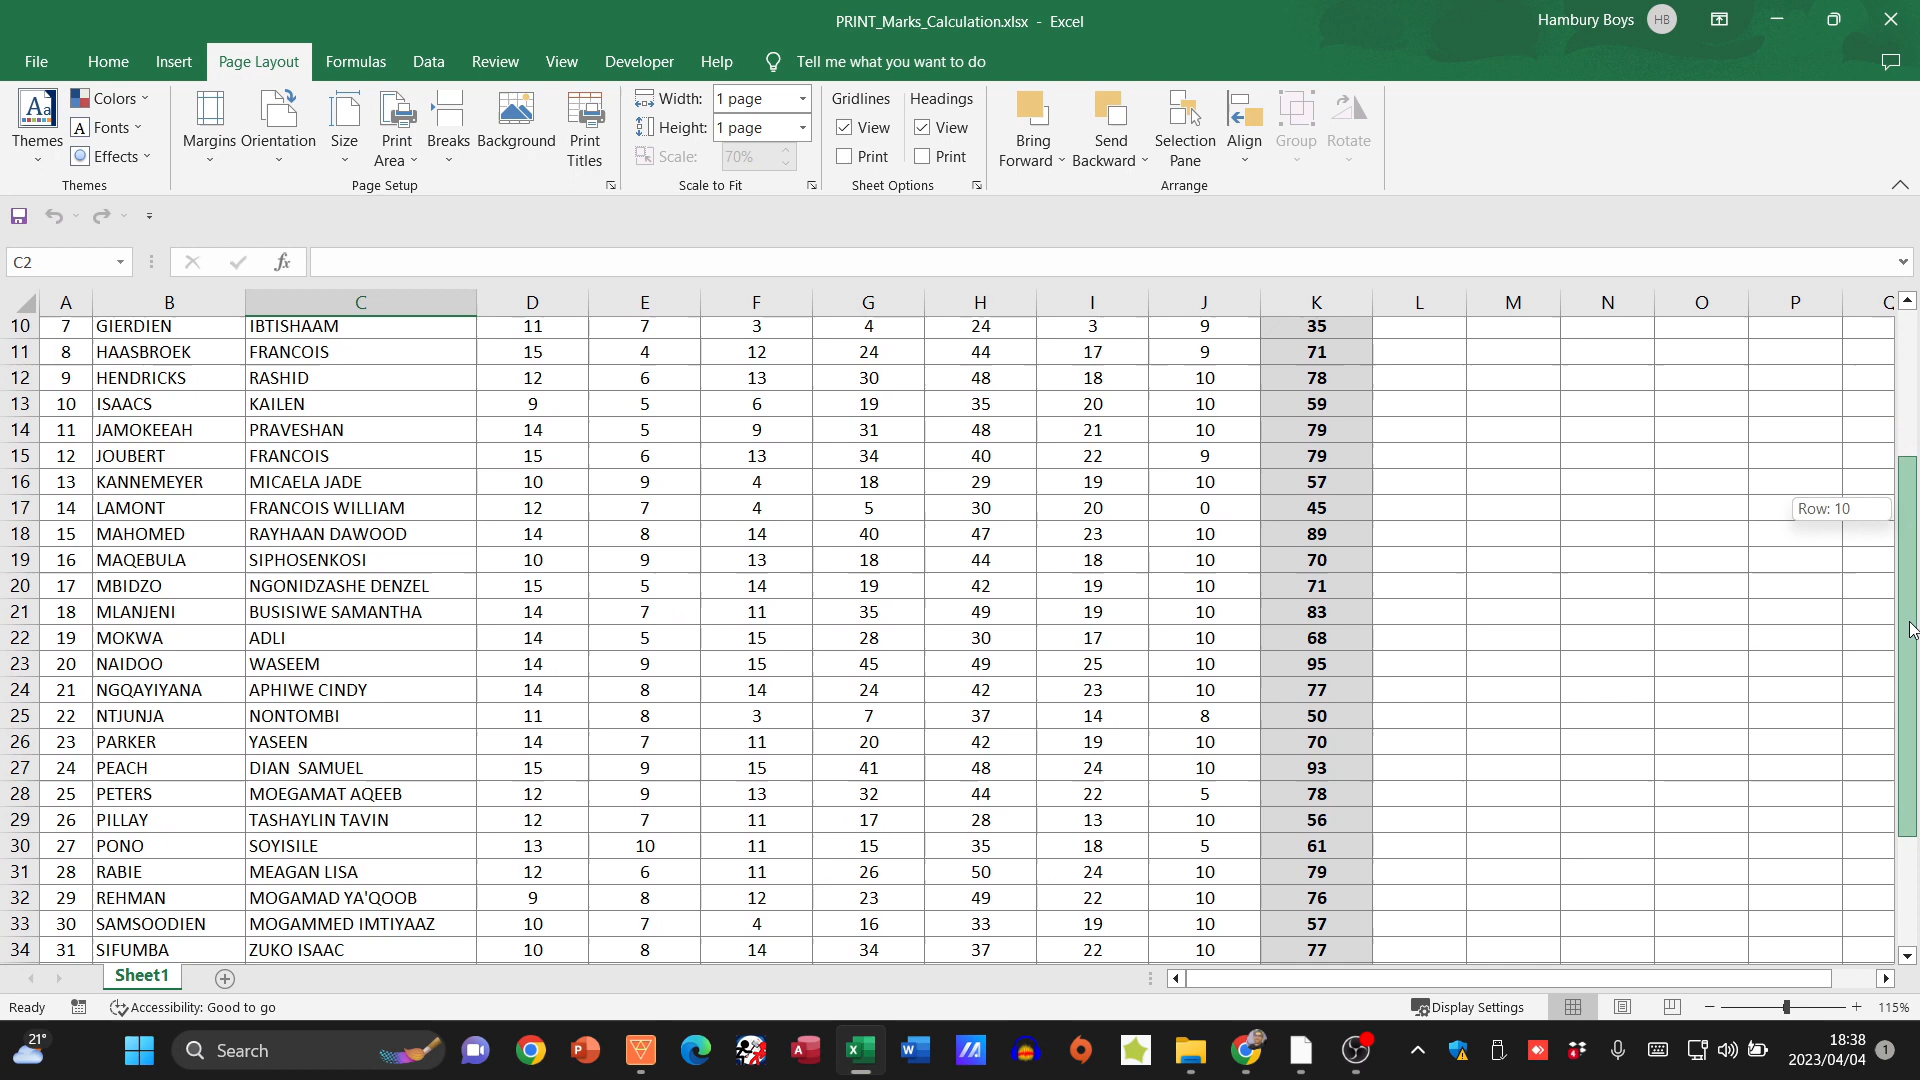 PRINT_Marks_Calculation.xlsx - Excel
Hambury Boys HB
File Home Insert Page Layout Formulas Data Review View Developer Help Tell me what you want to do
Aa Colors Width: 1 page Gridlines Headings
A Fonts Height: 1 page View View
Themes Effects Margins Orientation Size Print Area Breaks Background Print Titles Scale: 70% Print Print Bring Forward Send Backward Selection Pane Align Group Rotate
Themes Page Setup Scale to Fit Sheet Options Arrange
C2 fx
A B C D E F G H I J K L M N O P
10 7 GIERDIEN IBTISHAAM 11 7 3 4 24 3 9 35
11 8 HAASBROEK FRANCOIS 15 4 12 24 44 17 9 71
12 9 HENDRICKS RASHID 12 6 13 30 48 18 10 78
13 10 ISAACS KAILEN 9 5 6 19 35 20 10 59
14 11 JAMOKEEAH PRAVESHAN 14 5 9 31 48 21 10 79
15 12 JOUBERT FRANCOIS 15 6 13 34 40 22 9 79
16 13 KANNEMEYER MICAELA JADE 10 9 4 18 29 19 10 57
17 14 LAMONT FRANCOIS WILLIAM 12 7 4 5 30 20 0 45 Row: 10
18 15 MAHOMED RAYHAAN DAWOOD 14 8 14 40 47 23 10 89
19 16 MAQEBULA SIPHOSENKOSI 10 9 13 18 44 18 10 70
20 17 MBIDZO NGONIDZASHE DENZEL 15 5 14 19 42 19 10 71
21 18 MLANJENI BUSISIWE SAMANTHA 14 7 11 35 49 19 10 83
22 19 MOKWA ADLI 14 5 15 28 30 17 10 68
23 20 NAIDOO WASEEM 14 9 15 45 49 25 10 95
24 21 NGQAYIYANA APHIWE CINDY 14 8 14 24 42 23 10 77
25 22 NTJUNJA NONTOMBI 11 8 3 7 37 14 8 50
26 23 PARKER YASEEN 14 7 11 20 42 19 10 70
27 24 PEACH DIAN  SAMUEL 15 9 15 41 48 24 10 93
28 25 PETERS MOEGAMAT AQEEB 12 9 13 32 44 22 5 78
29 26 PILLAY TASHAYLIN TAVIN 12 7 11 17 28 13 10 56
30 27 PONO SOYISILE 13 10 11 15 35 18 5 61
31 28 RABIE MEAGAN LISA 12 6 11 26 50 24 10 79
32 29 REHMAN MOGAMAD YA'QOOB 9 8 12 23 49 22 10 76
33 30 SAMSOODIEN MOGAMMED IMTIYAAZ 10 7 4 16 33 19 10 57
34 31 SIFUMBA ZUKO ISAAC 10 8 14 34 37 22 10 77
Sheet1
Ready Accessibility: Good to go Display Settings 115%
21° Search 18:38
2023/04/04 1